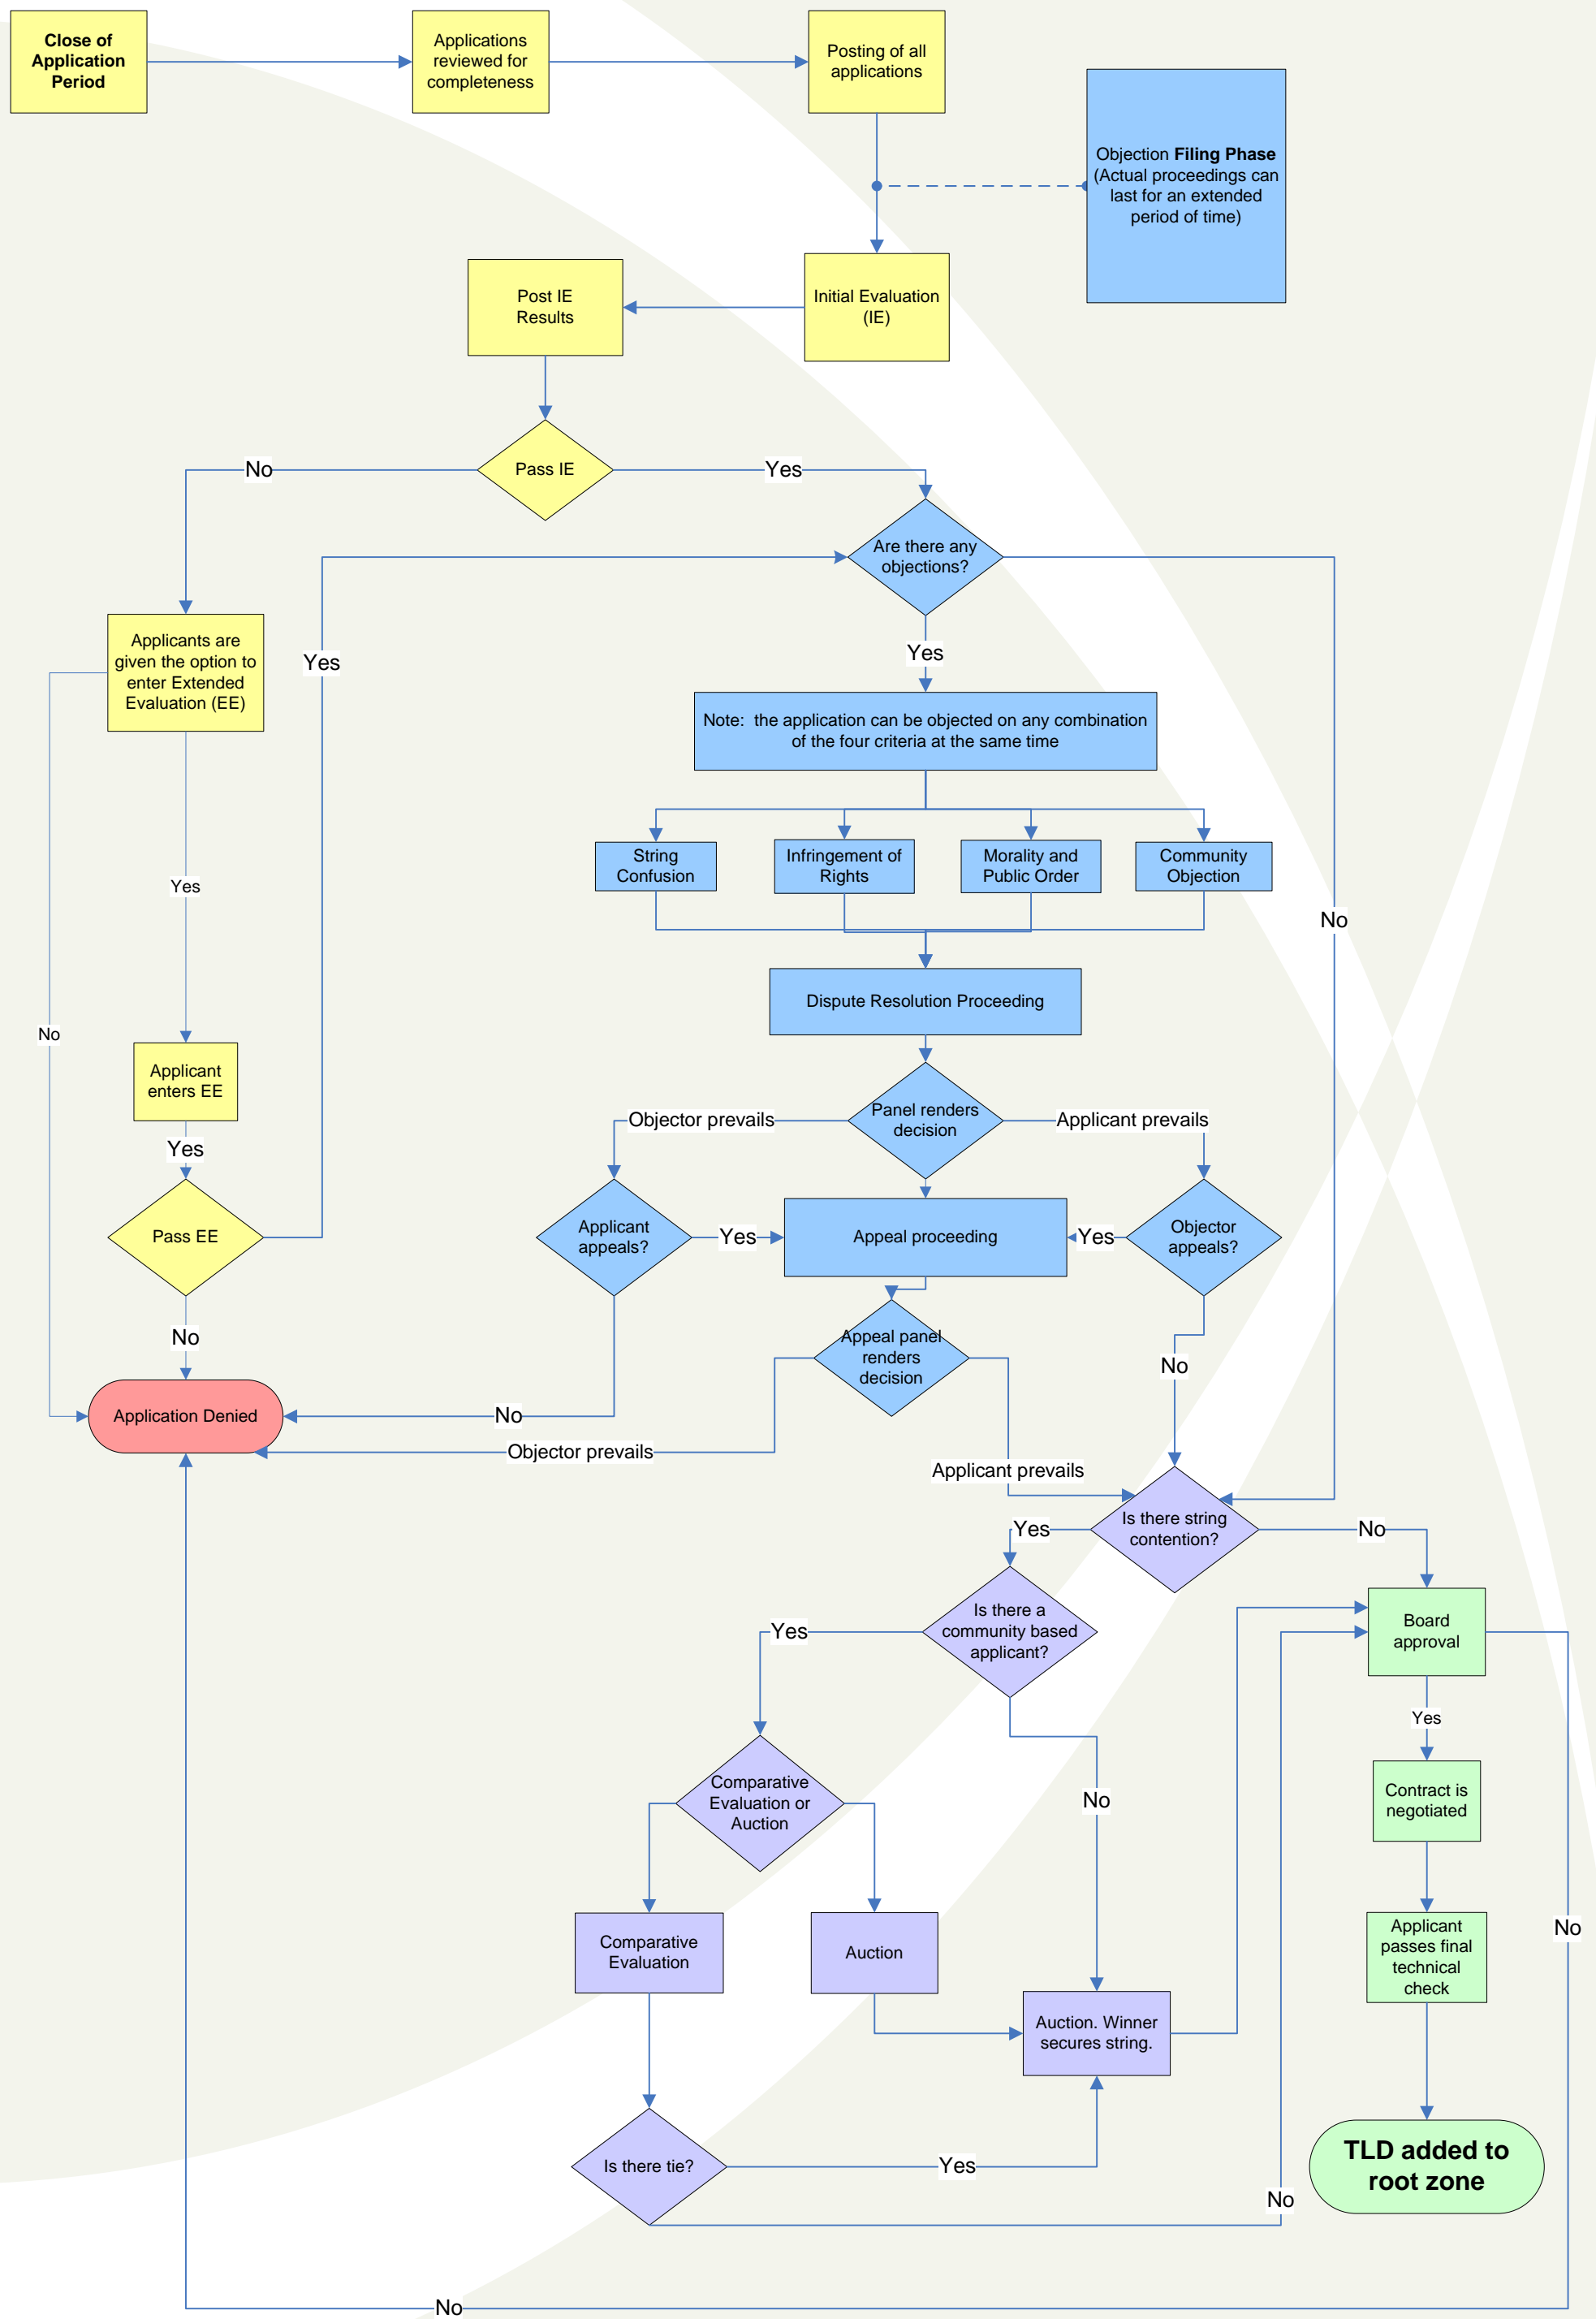 Close of
Application
Period
Applications
reviewed for
completeness
Posting of all
applications
Objection Filing Phase
(Actual proceedings can
last for an extended
period of time)
Post IE
Results
Initial Evaluation
(IE)
No
Pass IE
Yes
Are there any
objections?
Applicants are
given the option to
enter Extended
Evaluation (EE)
Yes
Yes
Note:  the application can be objected on any combination
of the four criteria at the same time
String
Confusion
Infringement of
Rights
Morality and
Public Order
Community
Objection
Yes
No
Dispute Resolution Proceeding
No
Applicant
enters EE
Yes
Objector prevails
Panel renders
decision
Applicant prevails
Pass EE
Applicant
appeals?
Yes
Appeal proceeding
Yes
Objector
appeals?
No
Appeal panel
renders
decision
No
Application Denied
No
Objector prevails
Applicant prevails
Yes
Is there string
contention?
No
Yes
Is there a
community based
applicant?
Board
approval
Yes
Comparative
Evaluation or
Auction
No
Contract is
negotiated
Comparative
Evaluation
Auction
Applicant
passes final
technical
check
No
Auction. Winner
secures string.
Is there tie?
Yes
TLD added to
root zone
No
No